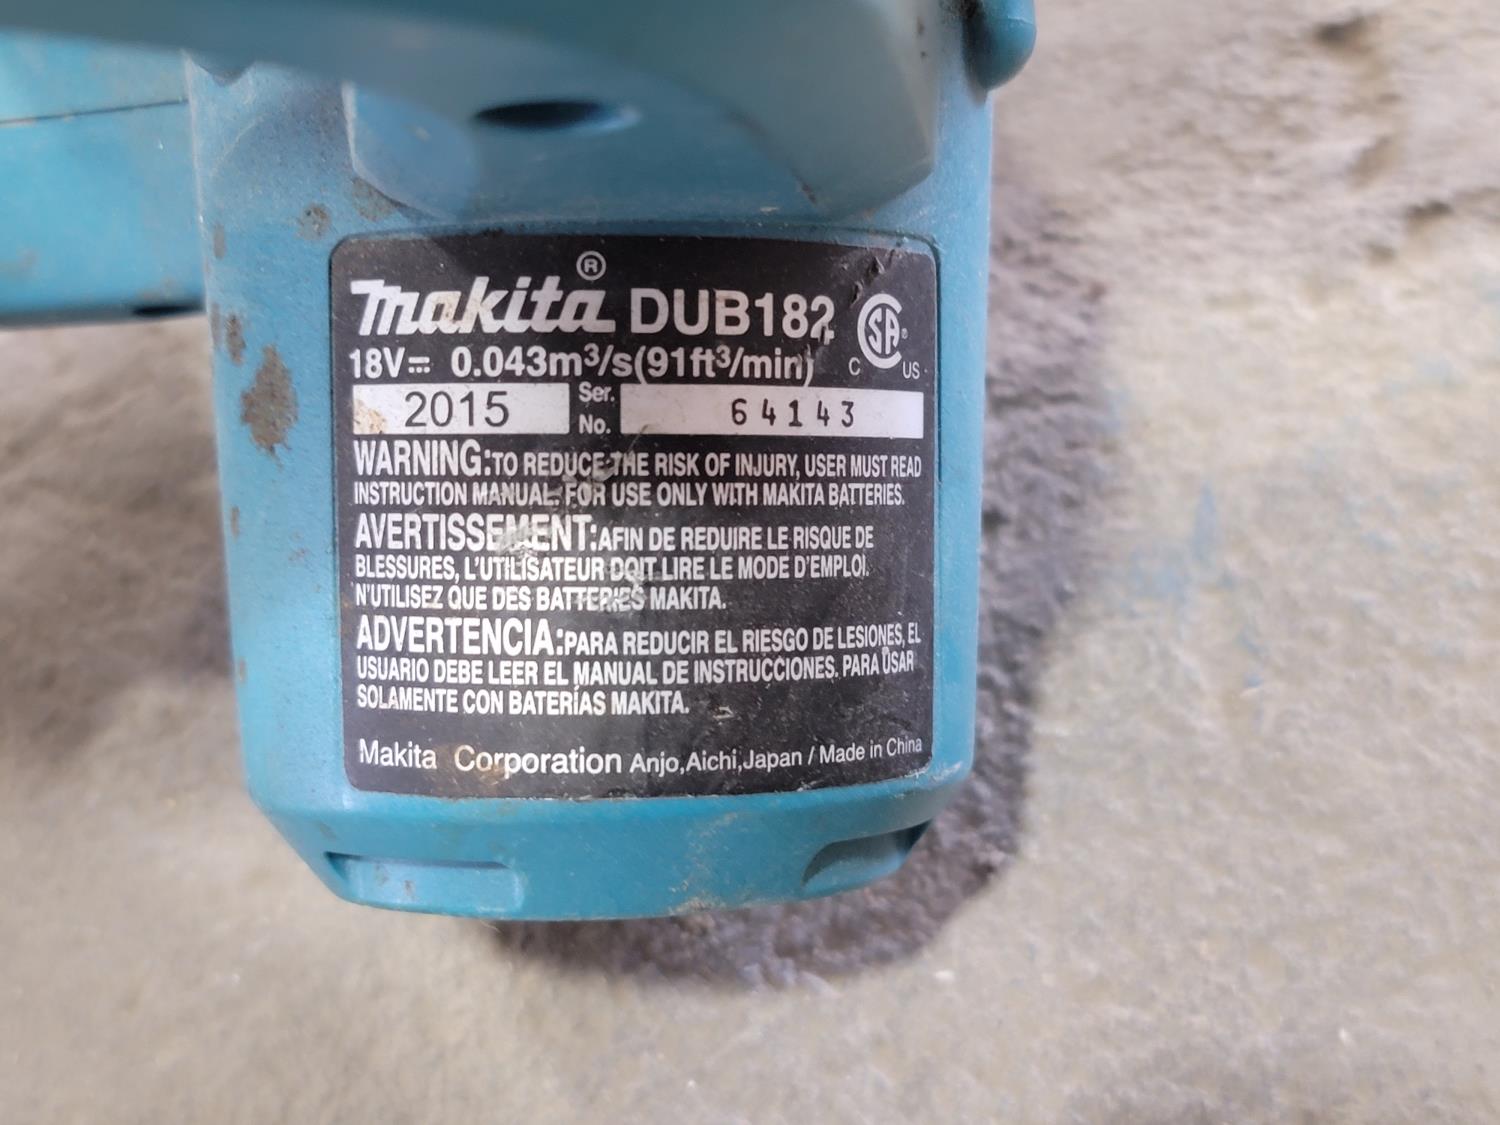 makita® DUB182
18V⎓ 0.043m³/s(91ft³/min)
C CSA® US
2015 Ser. No. 64143
WARNING:TO REDUCE THE RISK OF INJURY, USER MUST READ
INSTRUCTION MANUAL. FOR USE ONLY WITH MAKITA BATTERIES.
AVERTISSEMENT:AFIN DE REDUIRE LE RISQUE DE
BLESSURES, L'UTILISATEUR DOIT LIRE LE MODE D'EMPLOI.
N'UTILISEZ QUE DES BATTERIES MAKITA.
ADVERTENCIA:PARA REDUCIR EL RIESGO DE LESIONES, EL
USUARIO DEBE LEER EL MANUAL DE INSTRUCCIONES. PARA USAR
SOLAMENTE CON BATERÍAS MAKITA.
Makita Corporation Anjo,Aichi,Japan / Made in China